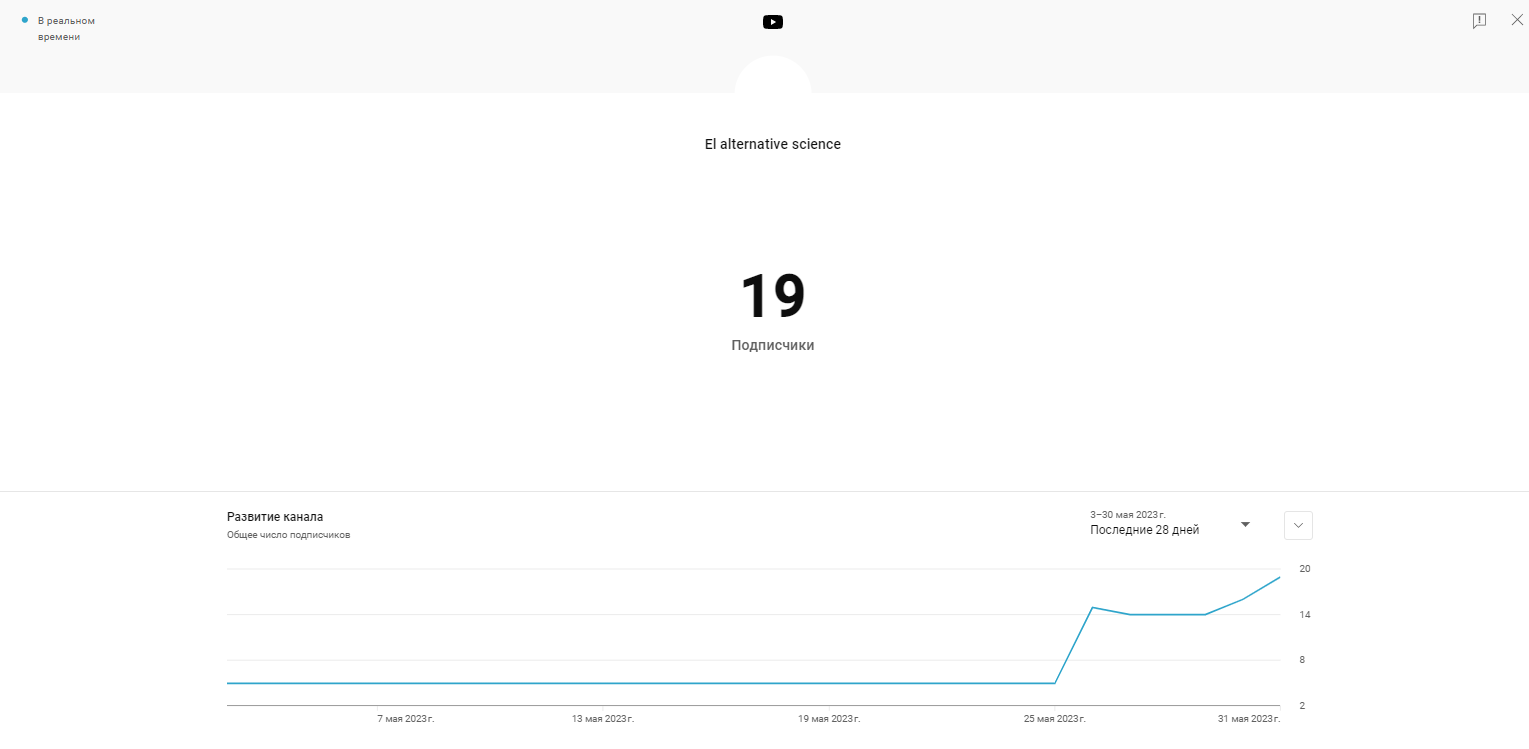 В реальном
времени
El alternative science
19
Подписчики
Развитие канала
Общее число подписчиков
3–30 мая 2023 г.
Последние 28 дней
20
14
8
2
7 мая 2023 г.
13 мая 2023 г.
19 мая 2023 г.
25 мая 2023 г.
31 мая 2023 г.